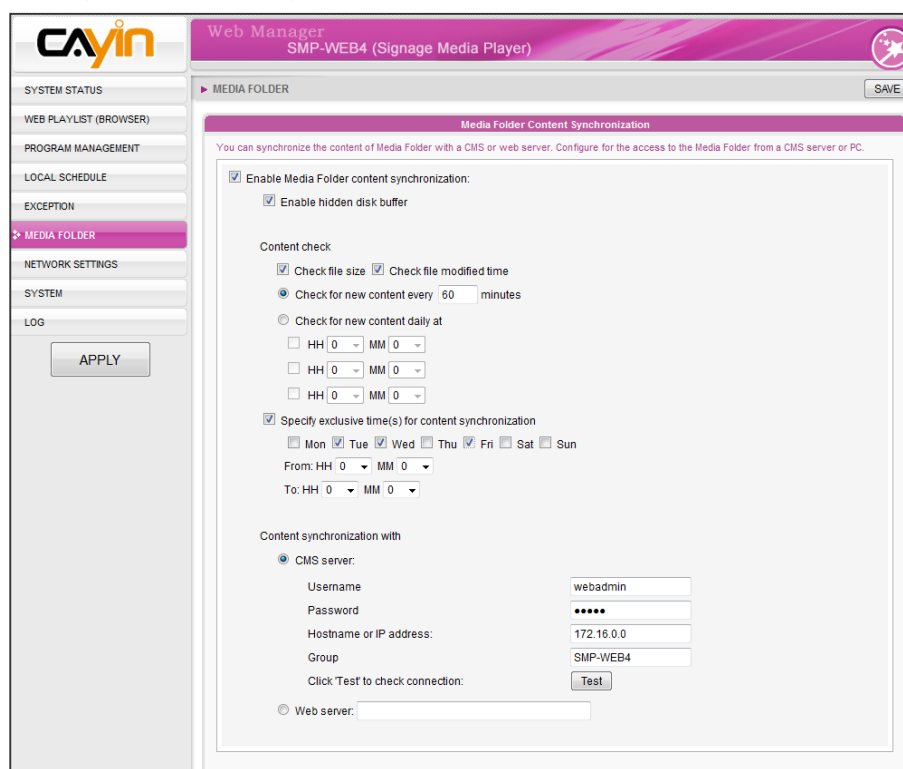 CAYIN
Web Manager
SMP-WEB4 (Signage Media Player)
SYSTEM STATUS
WEB PLAYLIST (BROWSER)
PROGRAM MANAGEMENT
LOCAL SCHEDULE
EXCEPTION
MEDIA FOLDER
NETWORK SETTINGS
SYSTEM
LOG
APPLY
MEDIA FOLDER
SAVE
Media Folder Content Synchronization
You can synchronize the content of Media Folder with a CMS or web server. Configure for the access to the Media Folder from a CMS server or PC.
Enable Media Folder content synchronization:
Enable hidden disk buffer
Content check
Check file size Check file modified time
Check for new content every 60 minutes
Check for new content daily at
HH 0 MM 0
HH 0 MM 0
HH 0 MM 0
Specify exclusive time(s) for content synchronization
Mon Tue Wed Thu Fri Sat Sun
From: HH 0 MM 0
To: HH 0 MM 0
Content synchronization with
CMS server:
Username webadmin
Password •••••
Hostname or IP address: 172.16.0.0
Group SMP-WEB4
Click 'Test' to check connection: Test
Web server: